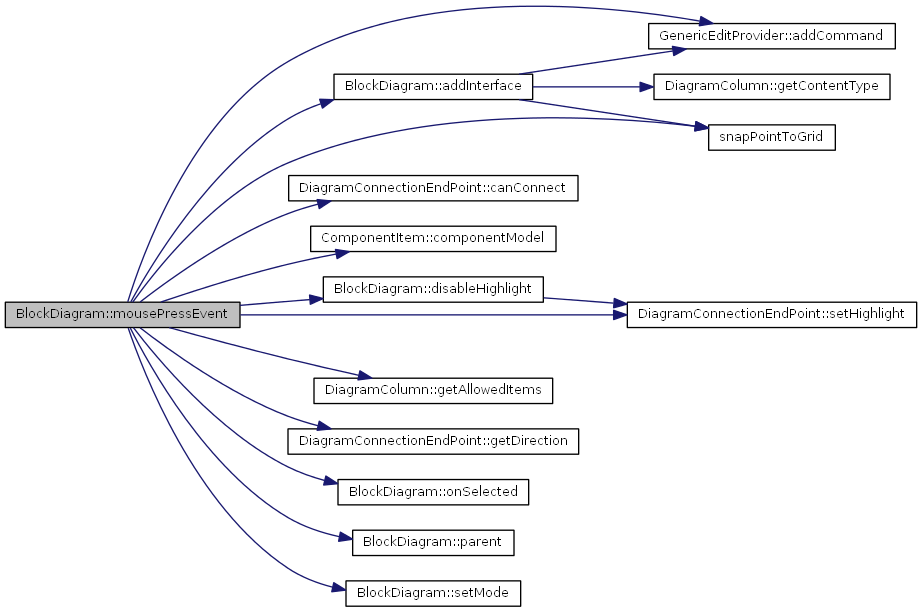 GenericEditProvider::addCommand
BlockDiagram::addInterface
DiagramColumn::getContentType
snapPointToGrid
DiagramConnectionEndPoint::canConnect
ComponentItem::componentModel
BlockDiagram::disableHighlight
BlockDiagram::mousePressEvent
DiagramConnectionEndPoint::setHighlight
DiagramColumn::getAllowedItems
DiagramConnectionEndPoint::getDirection
BlockDiagram::onSelected
BlockDiagram::parent
BlockDiagram::setMode